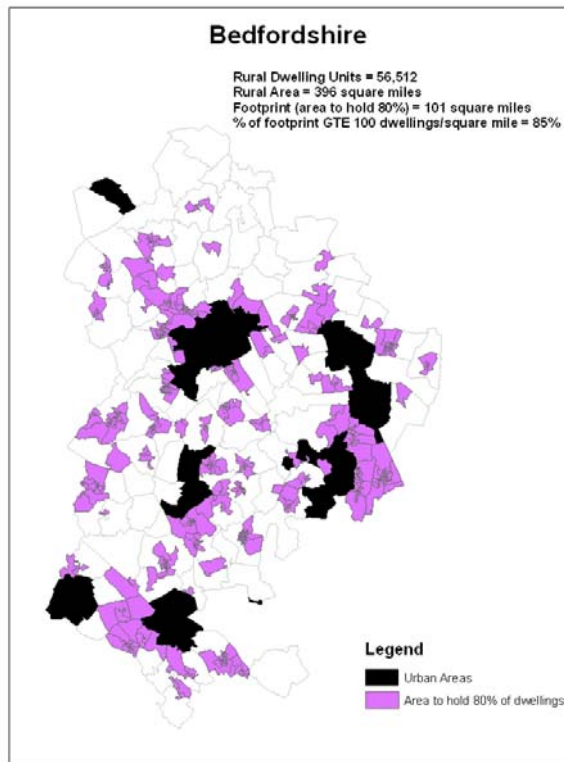 Bedfordshire
Rural Dwelling Units = 56,512
Rural Area = 396 square miles
Footprint (area to hold 80%) = 101 square miles
% of footprint GTE 100 dwellings/square mile = 85%
Legend
Urban Areas
Area to hold 80% of dwellings